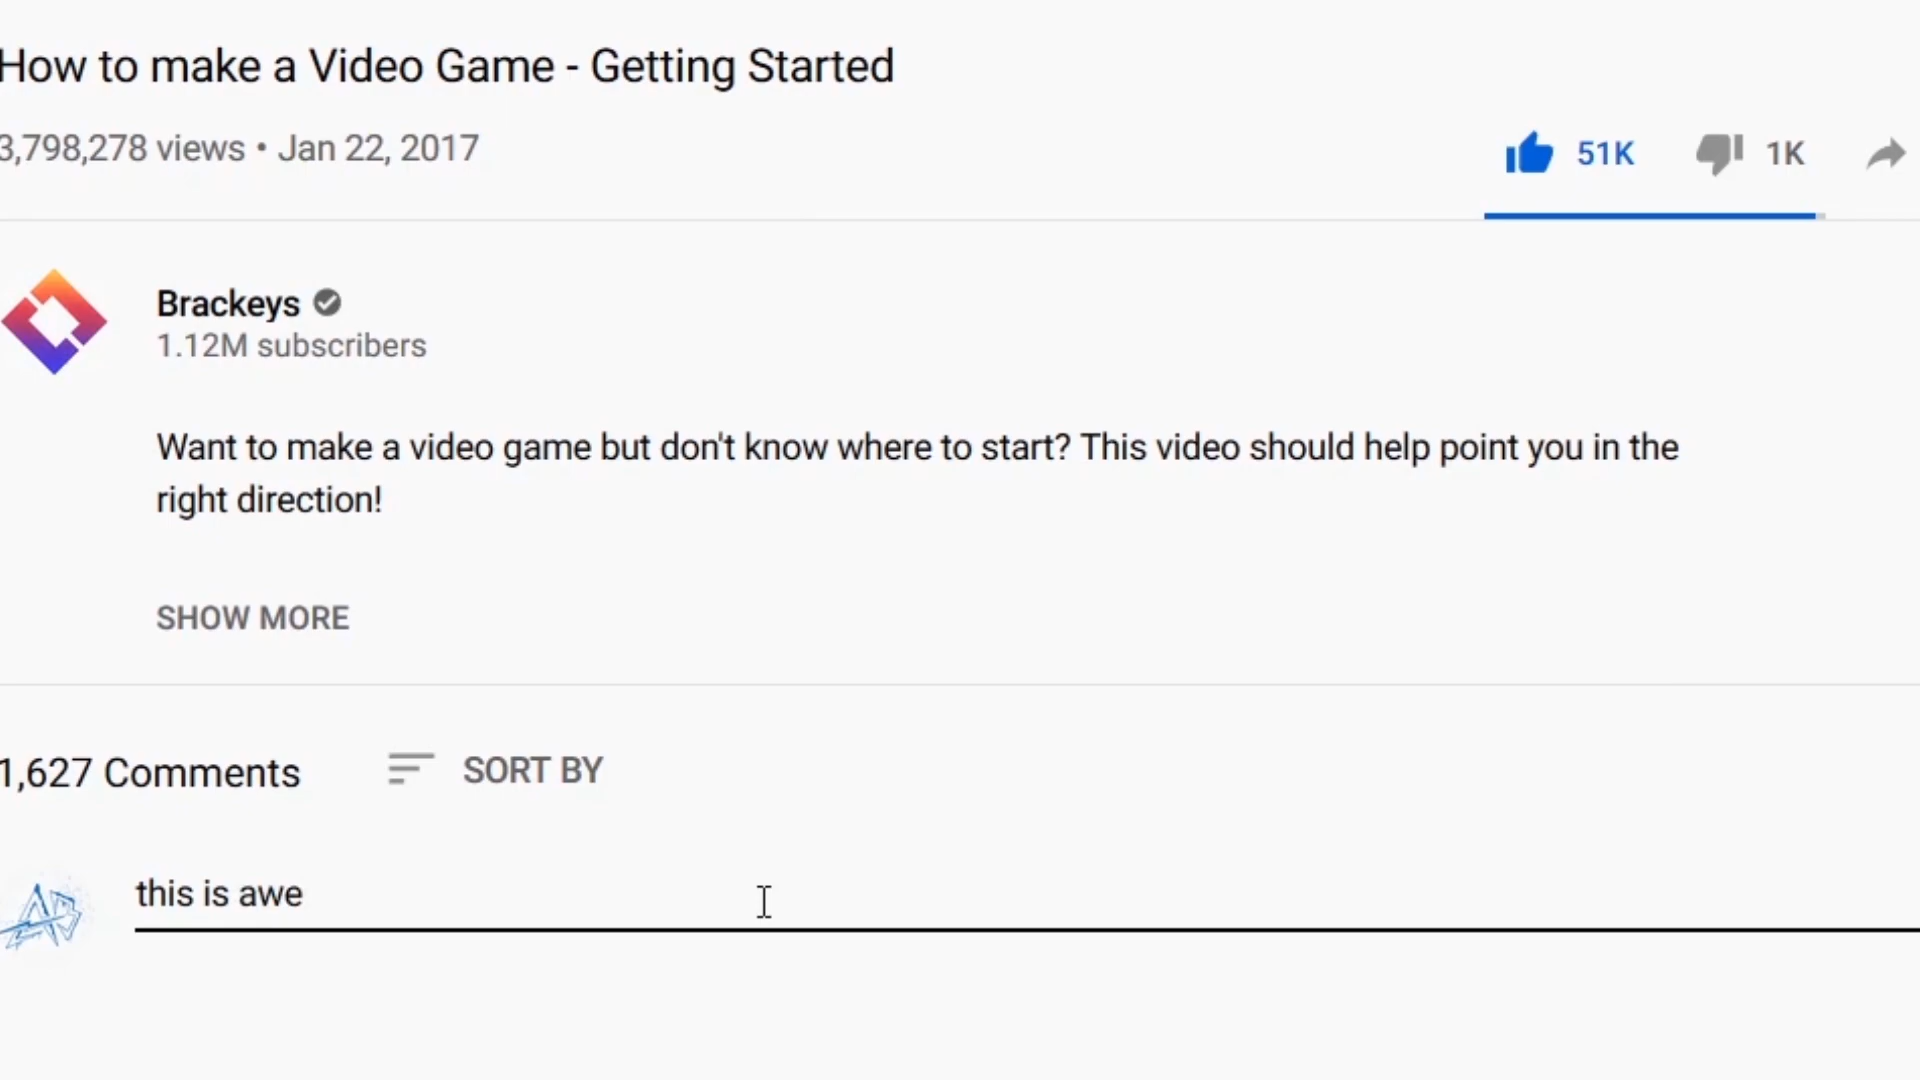 How to make a Video Game - Getting Started
3,798,278 views • Jan 22, 2017
51K
1K
Brackeys
1.12M subscribers
Want to make a video game but don't know where to start? This video should help point you in the
right direction!
SHOW MORE
1,627 Comments
SORT BY
AB
this is awe